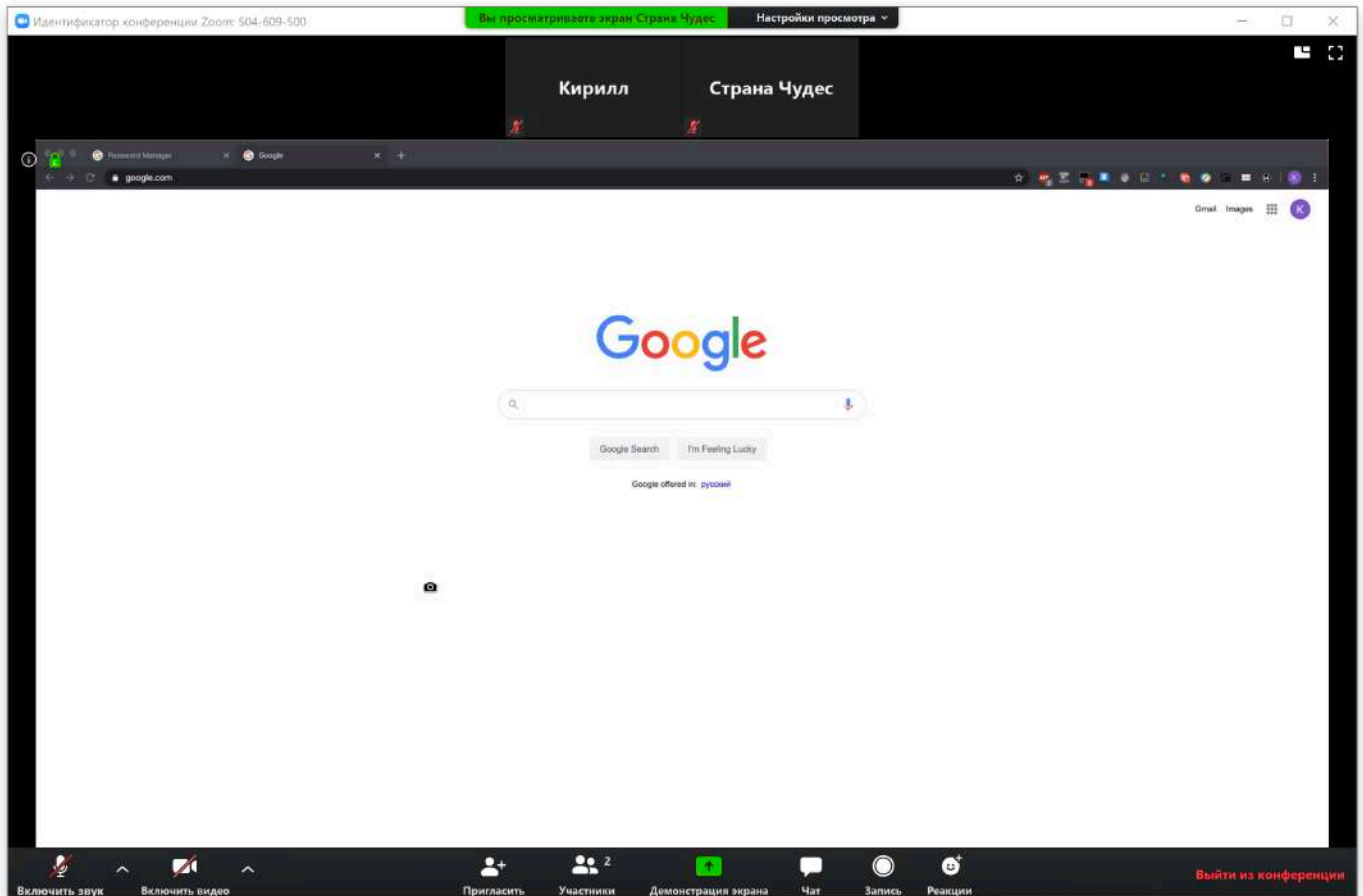 Идентификатор конференции Zoom: 504-609-500
Вы просматриваете экран Страна Чудес
Настройки просмотра
Кирилл
Страна Чудес
Password Manager
Google
google.com
Gmail Images
K
Google
Google Search I'm Feeling Lucky
Google offered in: русский
Включить звук
Включить видео
Пригласить
2
Участники
Демонстрация экрана
Чат
Запись
Реакции
Выйти из конференции